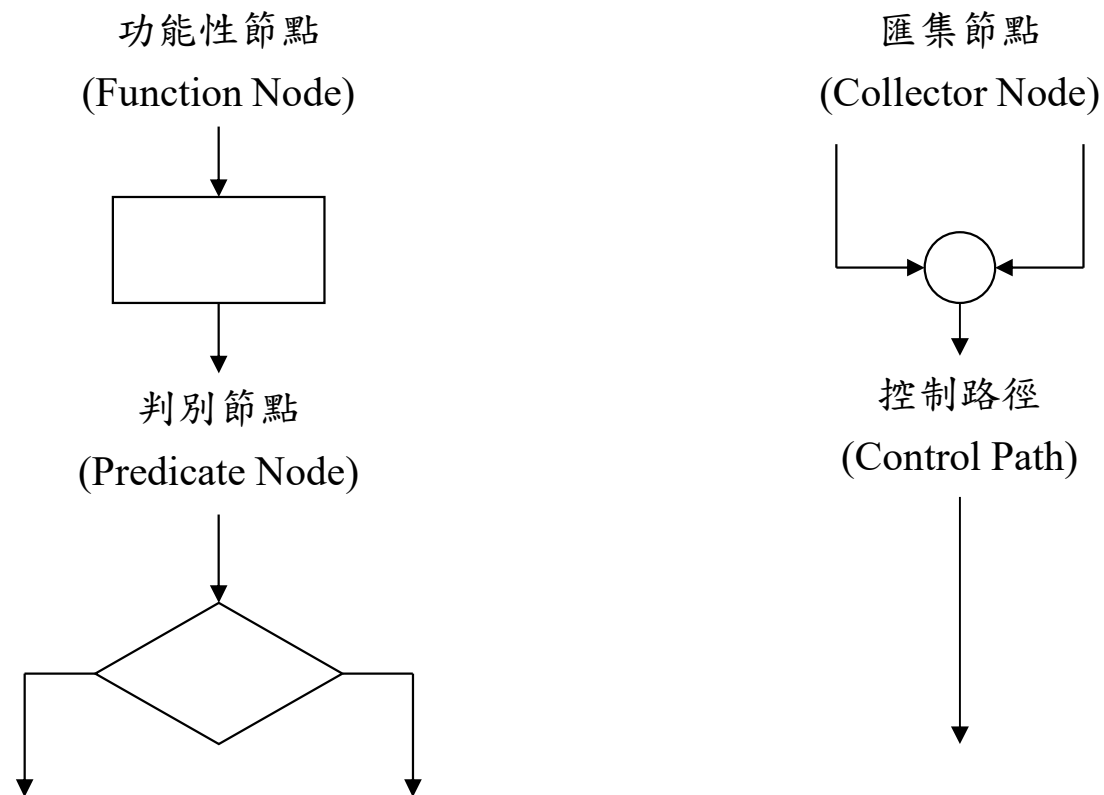 功能性節點
(Function Node)
匯集節點
(Collector Node)
判別節點
(Predicate Node)
控制路徑
(Control Path)